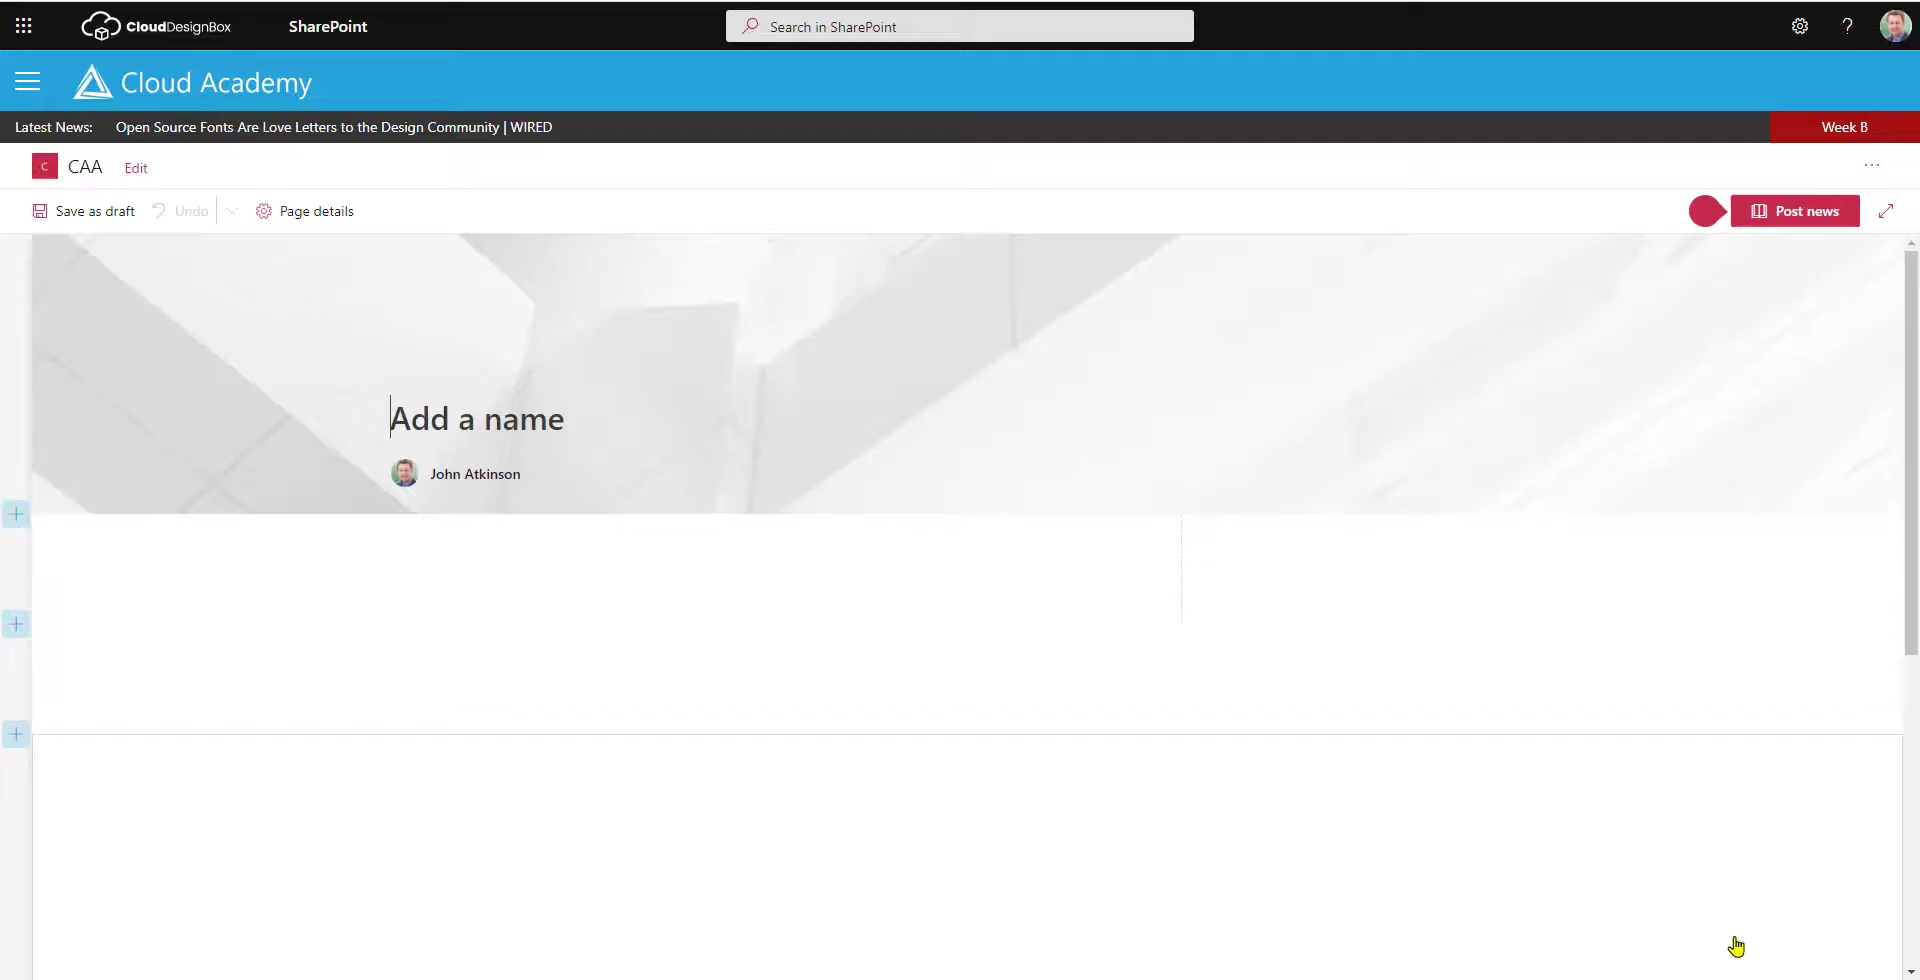 CloudDesignBox
SharePoint
Search in SharePoint
?
Cloud Academy
Latest News:
Open Source Fonts Are Love Letters to the Design Community | WIRED
Week B
C
CAA
Edit
...
Save as draft
Undo
Page details
Post news
Add a name
John Atkinson